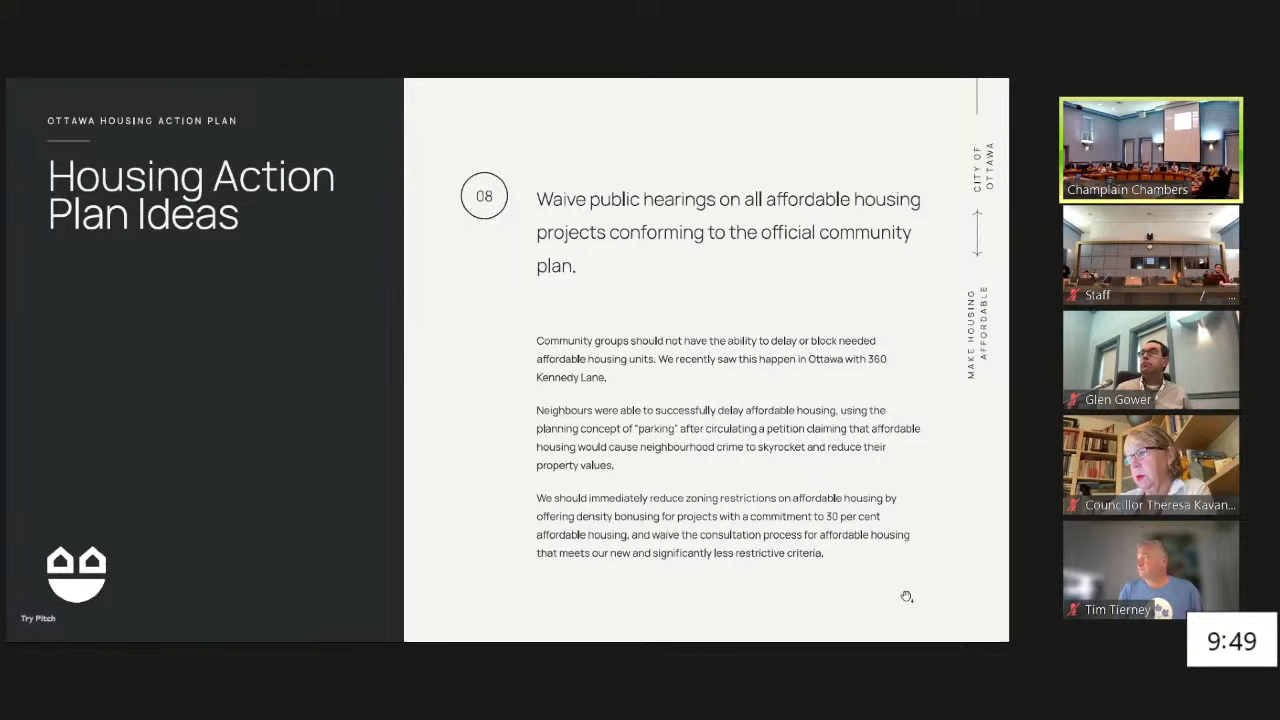 OTTAWA HOUSING ACTION PLAN
Housing Action
Plan Ideas
Try Pitch
08
Waive public hearings on all affordable housing
projects conforming to the official community
plan.
Community groups should not have the ability to delay or block needed
affordable housing units. We recently saw this happen in Ottawa with 360
Kennedy Lane.
Neighbours were able to successfully delay affordable housing, using the
planning concept of "parking" after circulating a petition claiming that affordable
housing would cause neighbourhood crime to skyrocket and reduce their
property values.
We should immediately reduce zoning restrictions on affordable housing by
offering density bonusing for projects with a commitment to 30 per cent
affordable housing, and waive the consultation process for affordable housing
that meets our new and significantly less restrictive criteria.
CITY OF
OTTAWA
MAKE HOUSING
AFFORDABLE
Champlain Chambers
Staff / ...
Glen Gower
Councillor Theresa Kavan...
Tim Tierney
9:49